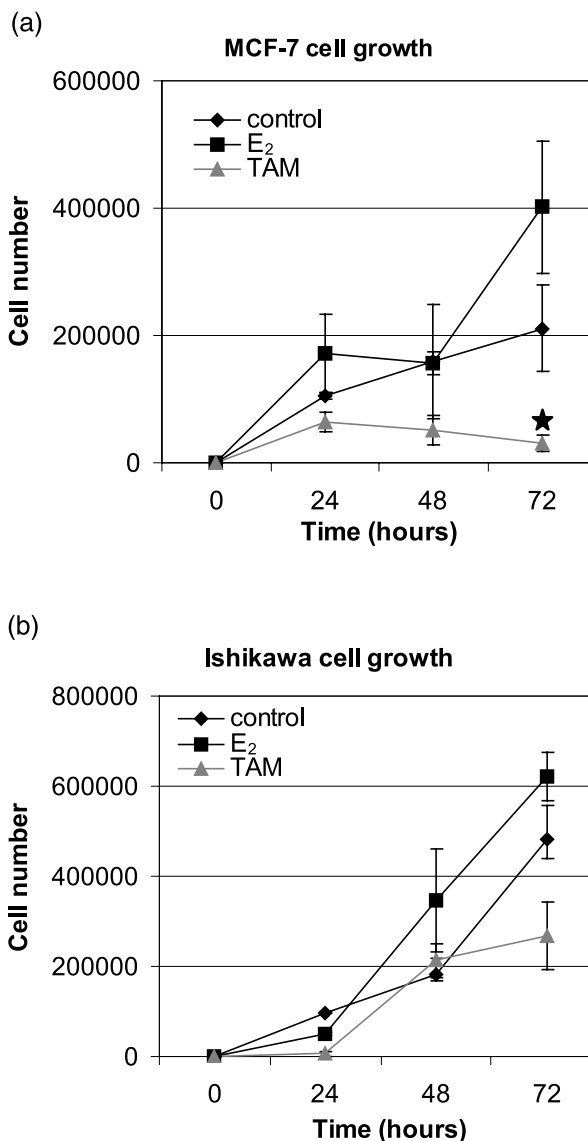 (a)
MCF-7 cell growth
600000
400000
200000
0
Cell number
control
E₂
TAM
0 24 48 72
Time (hours)
(b)
Ishikawa cell growth
800000
600000
400000
200000
0
Cell number
control
E₂
TAM
0 24 48 72
Time (hours)